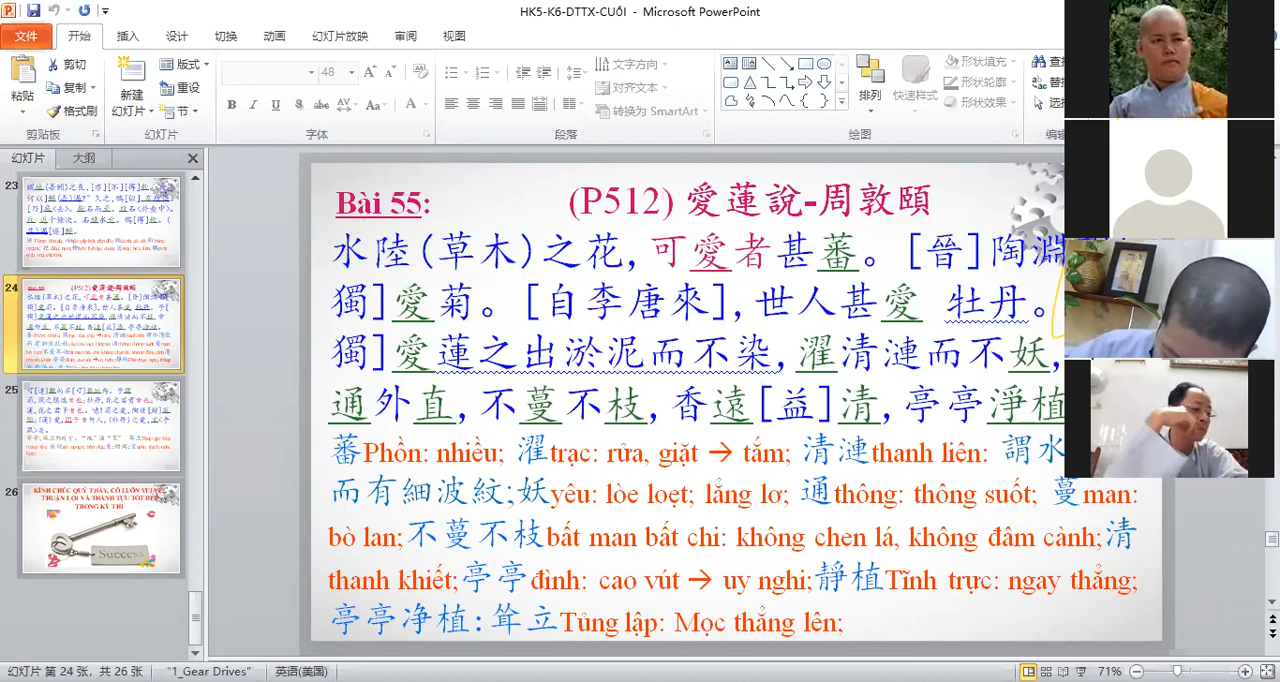 HK5-K6-DTTX-CUỐI - Microsoft PowerPoint
文件 开始 插入 设计 切换 动画 幻灯片放映 审阅 视图
粘贴 剪切 复制 格式刷 新建 幻灯片 版式 重设 节
48
B I U S abc AV Aa A
文字方向 对齐文本 转换为 SmartArt
排列 快速样式 形状填充 形状轮廓 形状效果
剪贴板 幻灯片 字体 段落 绘图
幻灯片 大纲
23
24
25
26
KÍNH CHÚC QUÝ THẦY, CÔ LUÔN
THUẬN LỢI VÀ THÀNH TỰU TỐT ĐẸP
TRONG KỲ THI
Success
Bài 55: (P512) 愛蓮說-周敦頤
水陸(草木)之花, 可愛者甚蕃。[晉]陶淵
獨]愛菊。[自李唐來], 世人甚愛 牡丹。
獨]愛蓮之出淤泥而不染, 濯清漣而不妖,
通外直, 不蔓不枝, 香遠[益]清, 亭亭淨植
蕃Phồn: nhiều; 濯trạc: rửa, giặt → tắm; 清漣thanh liên: 謂水
而有細波紋; 妖yêu: lòe loẹt; lẳng lơ; 通thông: thông suốt; 蔓man:
bò lan; 不蔓不枝bất man bất chi: không chen lá, không đâm cành; 清
thanh khiết; 亭亭đình: cao vút → uy nghi; 靜植Tĩnh trực: ngay thẳng;
亭亭净植: 耸立Tủng lập: Mọc thẳng lên;
幻灯片 第 24 张, 共 26 张 "1_Gear Drives" 英语(美国) 71%